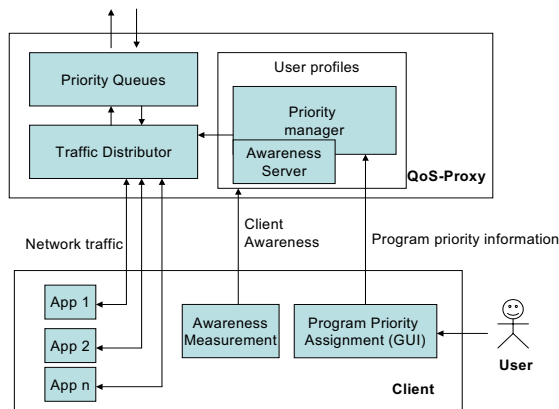 User profiles
Priority Queues
Priority
manager
Traffic Distributor
Awareness
Server
QoS-Proxy
Network traffic
Client
Awareness
Program priority information
App 1
App 2
App n
Awareness
Measurement
Program Priority
Assignment (GUI)
User
Client